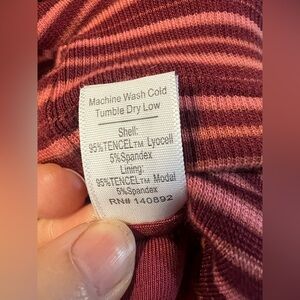 Machine Wash Cold
Tumble Dry Low
Shell:
95%TENCEL™ Lyocell
5%Spandex
Lining:
95%TENCEL™ Modal
5%Spandex
RN# 140892